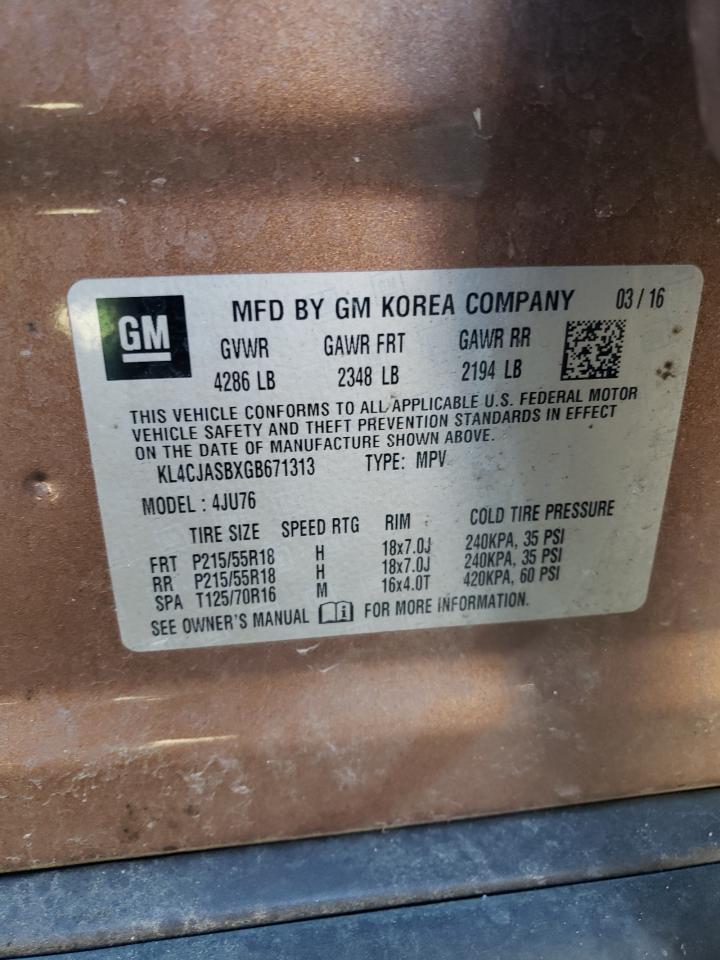 GM
MFD BY GM KOREA COMPANY 03 / 16
GVWR GAWR FRT GAWR RR
4286 LB 2348 LB 2194 LB
THIS VEHICLE CONFORMS TO ALL APPLICABLE U.S. FEDERAL MOTOR
VEHICLE SAFETY AND THEFT PREVENTION STANDARDS IN EFFECT
ON THE DATE OF MANUFACTURE SHOWN ABOVE.
KL4CJASBXGB671313 TYPE: MPV
MODEL : 4JU76
TIRE SIZE SPEED RTG RIM COLD TIRE PRESSURE
FRT P215/55R18 H 18x7.0J 240KPA, 35 PSI
RR P215/55R18 H 18x7.0J 240KPA, 35 PSI
SPA T125/70R16 M 16x4.0T 420KPA, 60 PSI
SEE OWNER'S MANUAL FOR MORE INFORMATION.